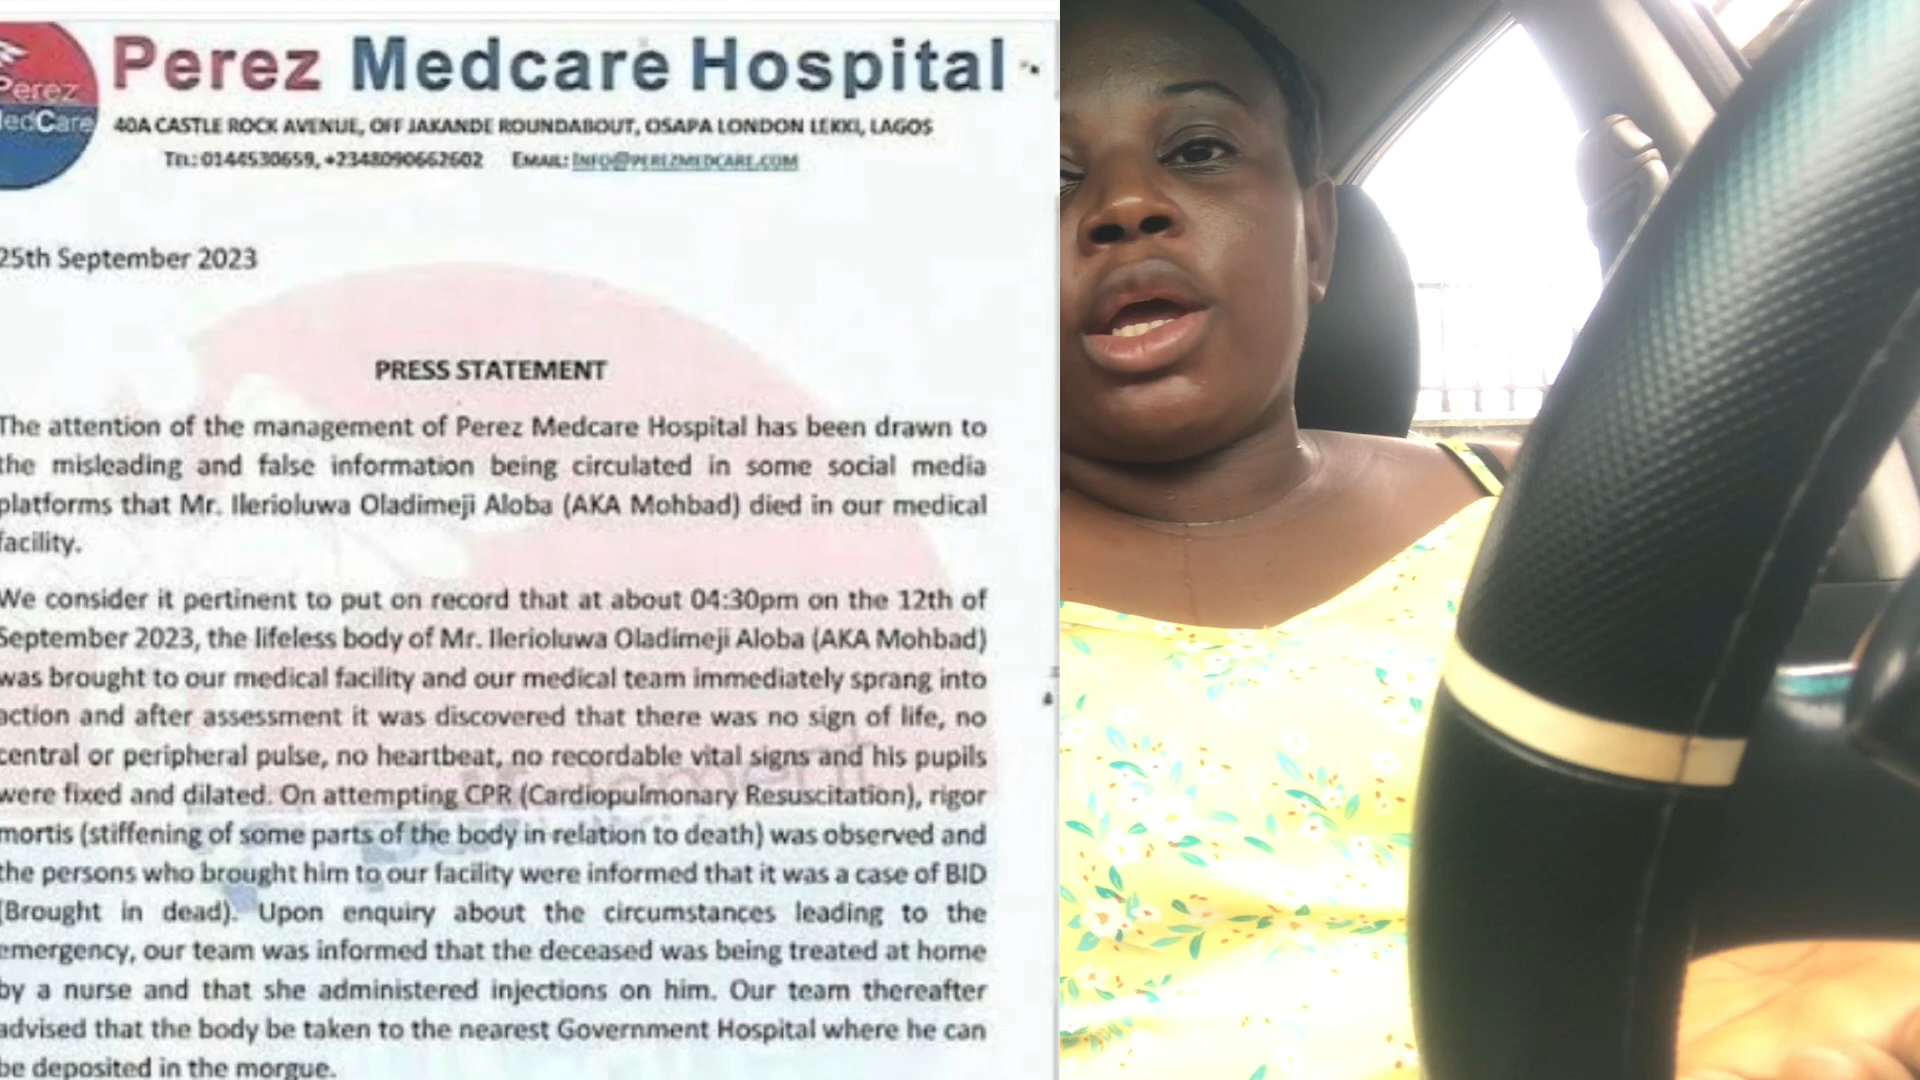 Perez
MedCare
Perez Medcare Hospital
40A CASTLE ROCK AVENUE, OFF JAKANDE ROUNDABOUT, OSAPA LONDON LEKKI, LAGOS
TEL: 0144530659, +2348090662602 EMAIL: INFO@PEREZMEDCARE.COM
25th September 2023
PRESS STATEMENT
The attention of the management of Perez Medcare Hospital has been drawn to
the misleading and false information being circulated in some social media
platforms that Mr. Ilerioluwa Oladimeji Aloba (AKA Mohbad) died in our medical
facility.
We consider it pertinent to put on record that at about 04:30pm on the 12th of
September 2023, the lifeless body of Mr. Ilerioluwa Oladimeji Aloba (AKA Mohbad)
was brought to our medical facility and our medical team immediately sprang into
action and after assessment it was discovered that there was no sign of life, no
central or peripheral pulse, no heartbeat, no recordable vital signs and his pupils
were fixed and dilated. On attempting CPR (Cardiopulmonary Resuscitation), rigor
mortis (stiffening of some parts of the body in relation to death) was observed and
the persons who brought him to our facility were informed that it was a case of BID
(Brought in dead). Upon enquiry about the circumstances leading to the
emergency, our team was informed that the deceased was being treated at home
by a nurse and that she administered injections on him. Our team thereafter
advised that the body be taken to the nearest Government Hospital where he can
be deposited in the morgue.